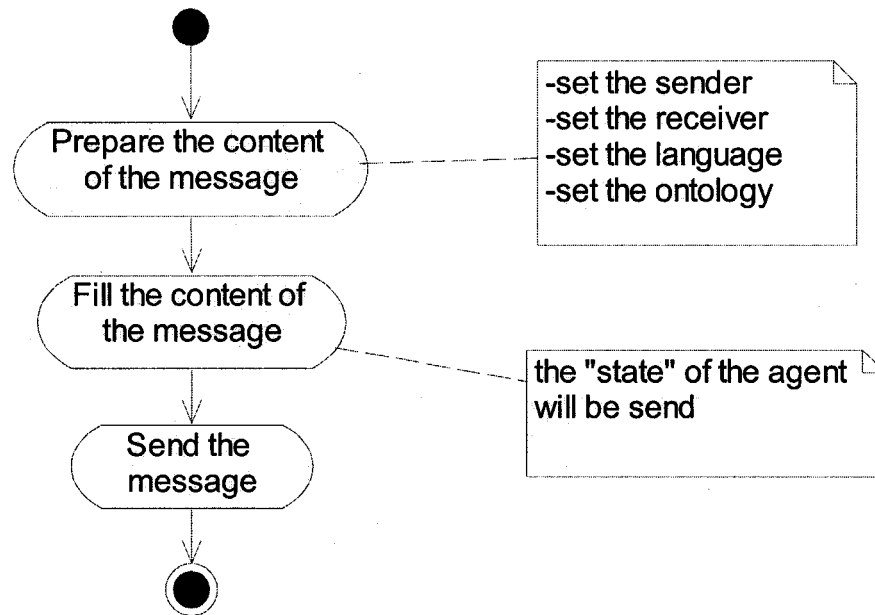 Prepare the content
of the message
-set the sender
-set the receiver
-set the language
-set the ontology
Fill the content of
the message
the "state" of the agent
will be send
Send the
message